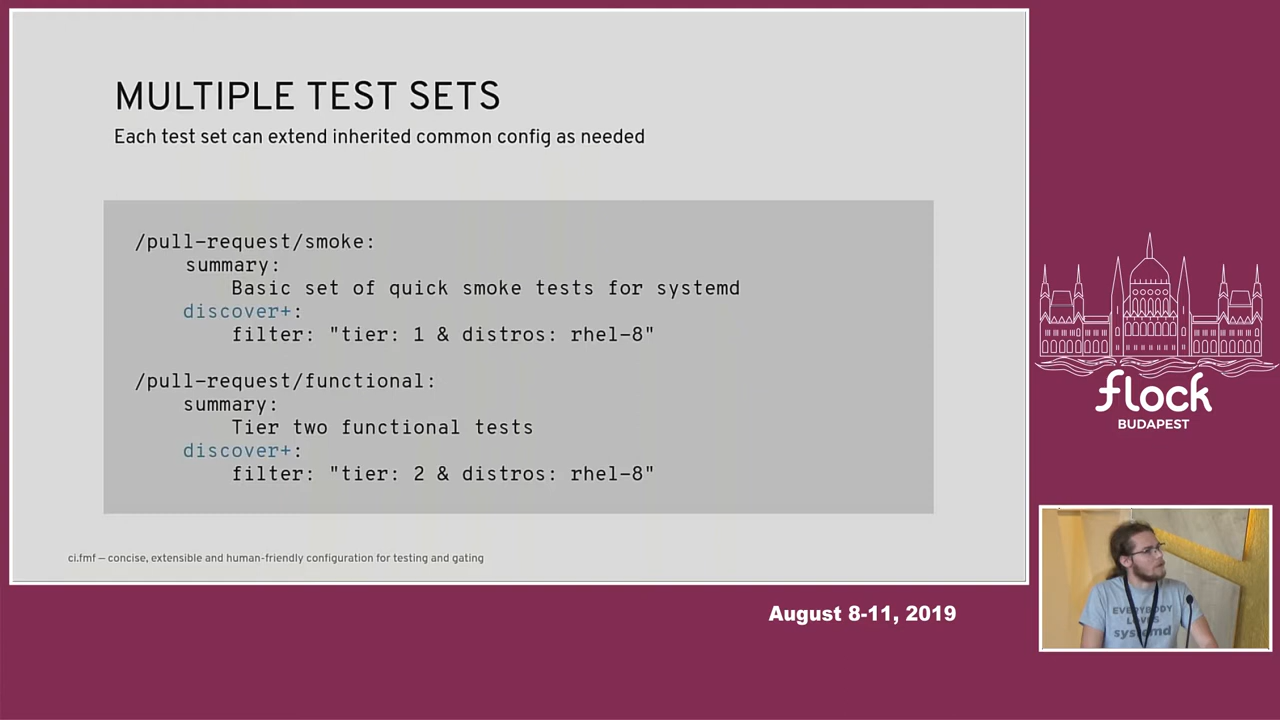 MULTIPLE TEST SETS
Each test set can extend inherited common config as needed
/pull-request/smoke:
summary:
Basic set of quick smoke tests for systemd
discover+:
filter: "tier: 1 & distros: rhel-8"
/pull-request/functional:
summary:
Tier two functional tests
discover+:
filter: "tier: 2 & distros: rhel-8"
ci.fmf – concise, extensible and human-friendly configuration for testing and gating
flock
BUDAPEST
August 8-11, 2019
EVERYBODY
LOVES
systemd